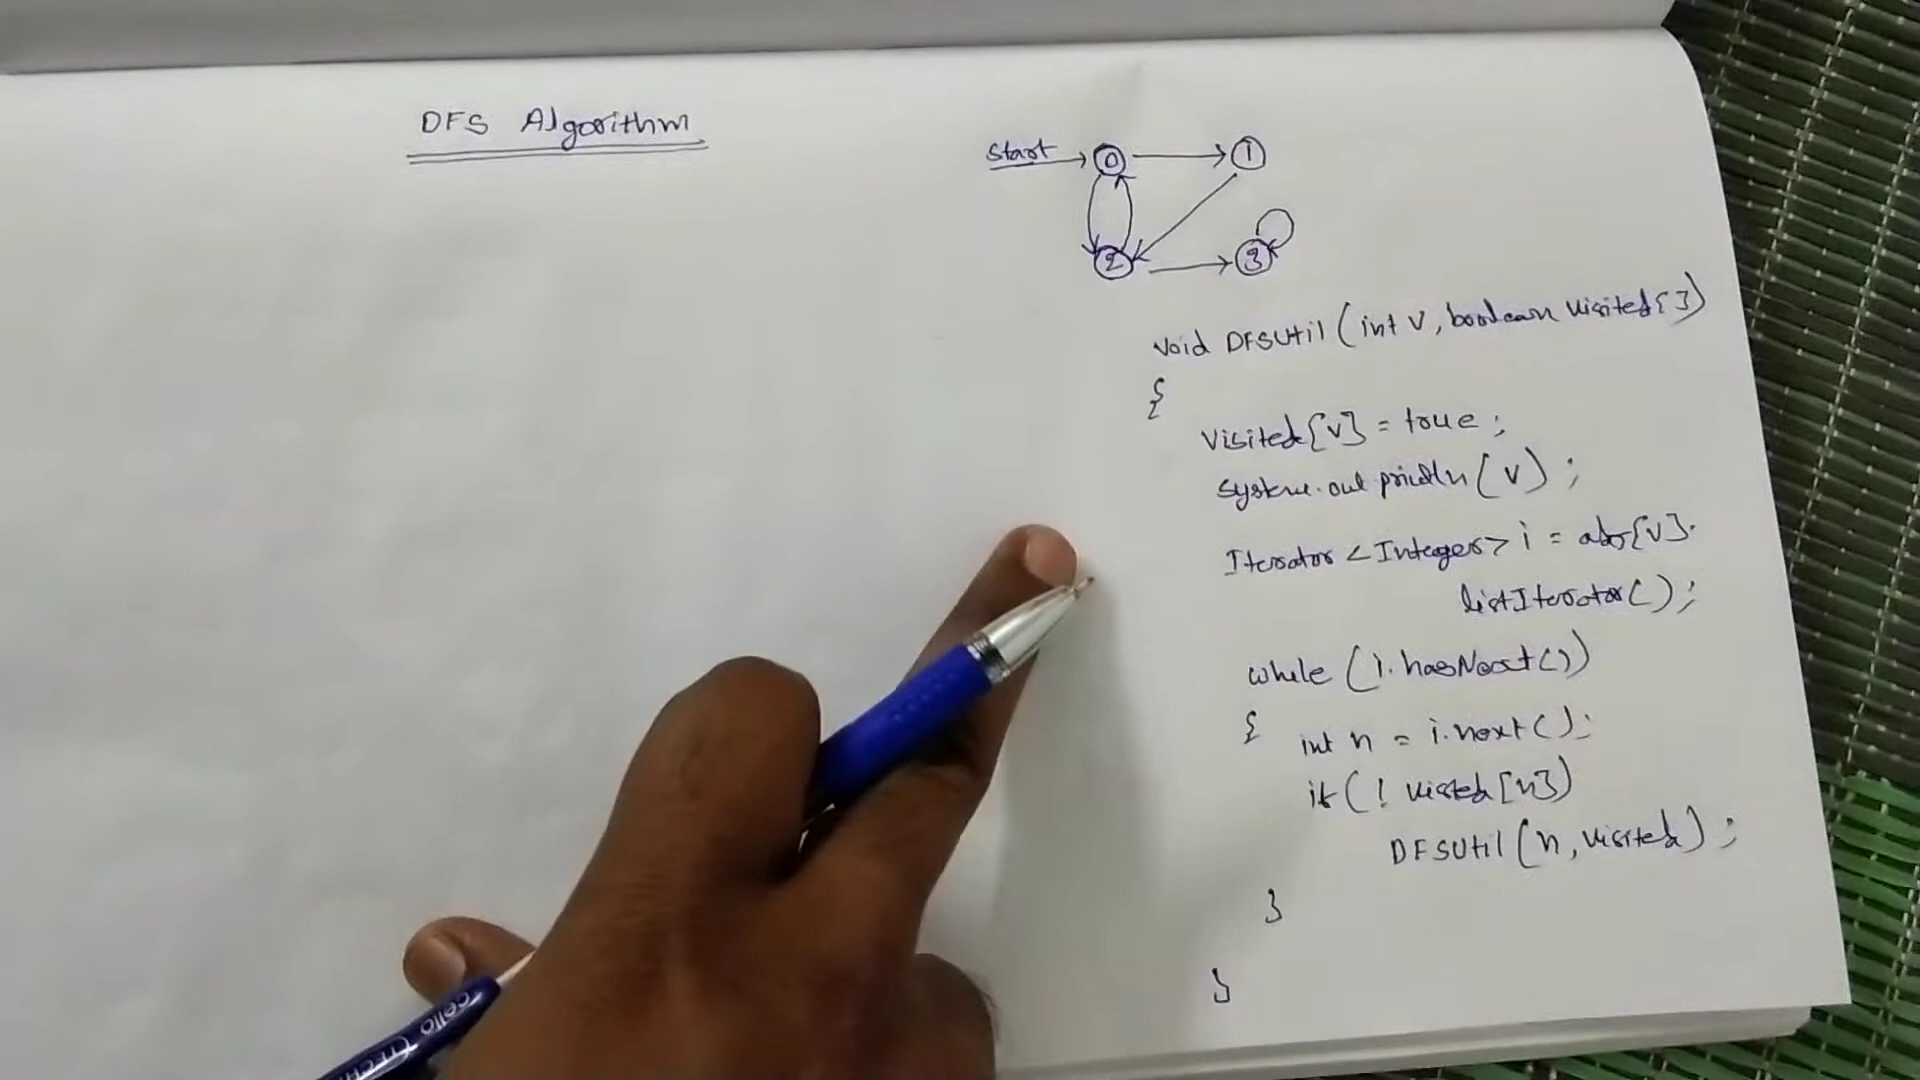 DFS Algorithm
Start
0
1
2
3
void DFSUtil (int v, boolean visited[])
{
visited[v] = true;
System.out.println(v);
Iterator <Integer> i = adj[v].
listIterator();
while (i.hasNext())
{ int n = i.next();
if(! visited[n])
DFSUtil(n, visited);
}
}
cello